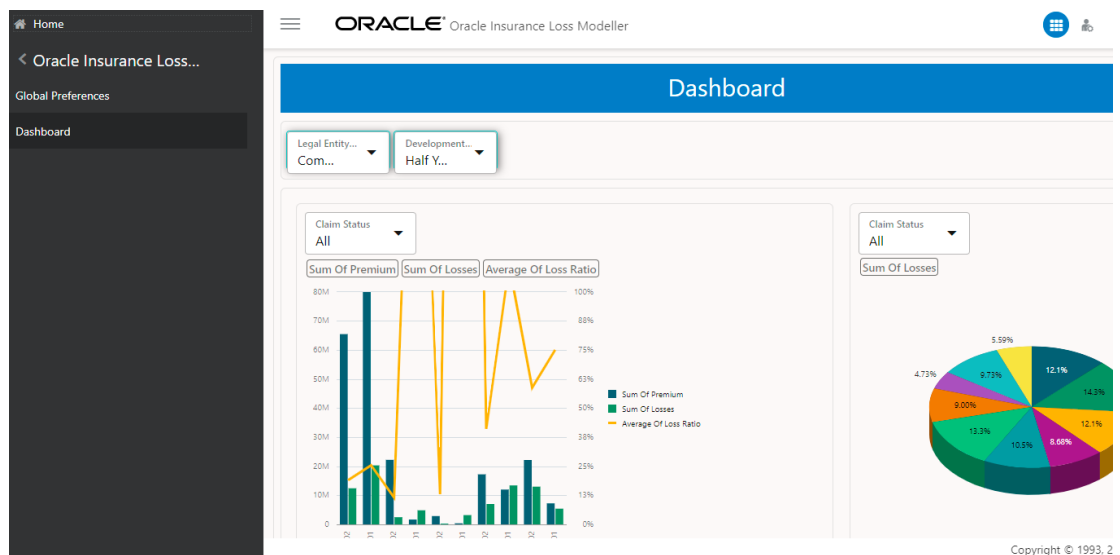 Home
Oracle Insurance Loss...
Global Preferences
Dashboard
ORACLE® Oracle Insurance Loss Modeller
Dashboard
Legal Entity...
Com...
Development...
Half Y...
Claim Status
All
Sum Of Premium Sum Of Losses Average Of Loss Ratio
80M 100%
70M 88%
60M 75%
50M 63%
40M 50%
30M 38%
20M 25%
10M 13%
0 0%
Sum Of Premium
Sum Of Losses
Average Of Loss Ratio
Claim Status
All
Sum Of Losses
5.59%
12.1%
4.73%
9.73%
14.3%
9.00%
12.1%
13.3%
8.68%
10.5%
Copyright © 1993, 2